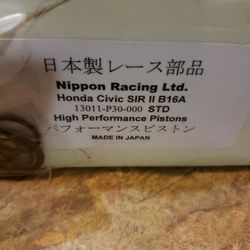 日本製レース部品
Nippon Racing Ltd.
Honda Civic SIR II B16A
13011-P30-000 STD
High Performance Pistons
パフォーマンスピストン
MADE IN JAPAN